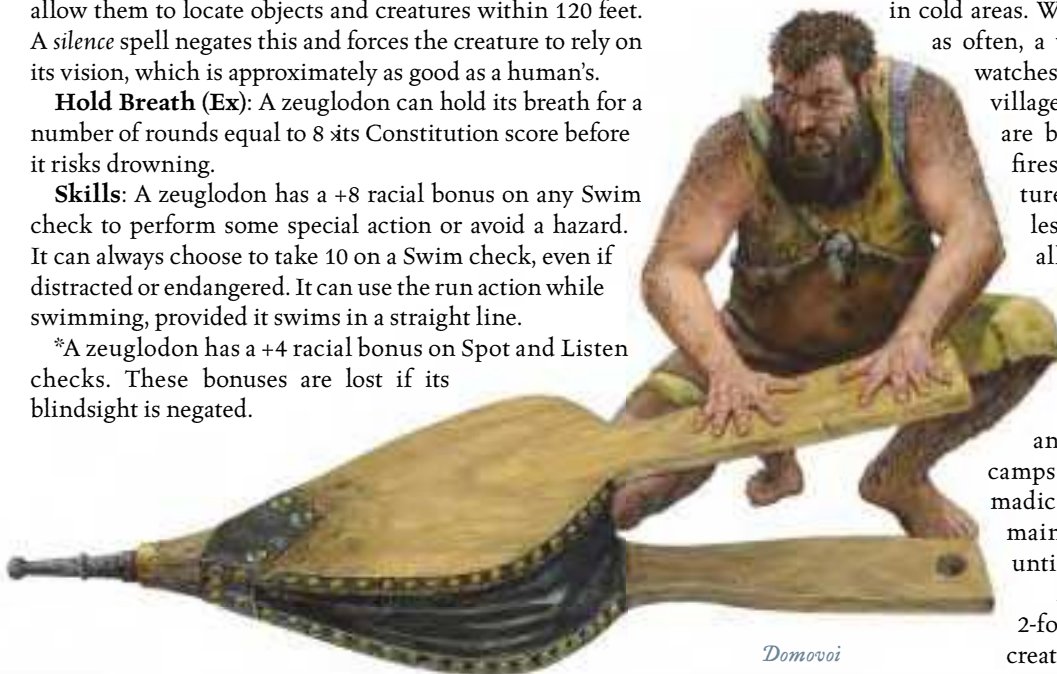 allow them to locate objects and creatures within 120 feet.
A silence spell negates this and forces the creature to rely on
its vision, which is approximately as good as a human's.
Hold Breath (Ex): A zeuglodon can hold its breath for a
number of rounds equal to 8 ×its Constitution score before
it risks drowning.
Skills: A zeuglodon has a +8 racial bonus on any Swim
check to perform some special action or avoid a hazard.
It can always choose to take 10 on a Swim check, even if
distracted or endangered. It can use the run action while
swimming, provided it swims in a straight line.
*A zeuglodon has a +4 racial bonus on Spot and Listen
checks. These bonuses are lost if its
blindsight is negated.
Domovoi
in cold areas. W
as often, a
watches
village
are b
fires
ture
les
all
an
camps
madic
main
unti
2-fo
creat